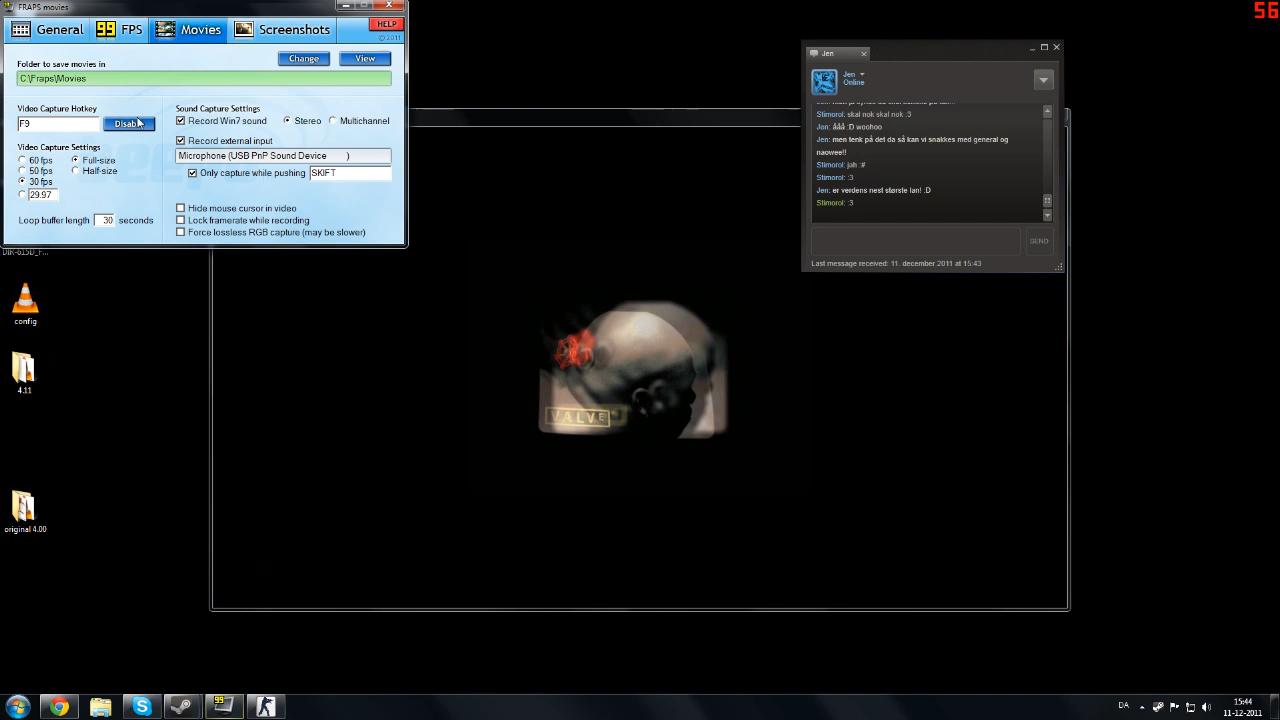 FRAPS movies
56
General
99 FPS
Movies
Screenshots
HELP
© 2011
Folder to save movies in
Change
View
C:\Fraps\Movies
Video Capture Hotkey
F9
Disab
Video Capture Settings
60 fps
50 fps
30 fps
29.97
Full-size
Half-size
Loop buffer length 30 seconds
Sound Capture Settings
Record Win7 sound
Stereo
Multichannel
Record external input
Microphone (USB PnP Sound Device )
Only capture while pushing
SKIFT
Hide mouse cursor in video
Lock framerate while recording
Force lossless RGB capture (may be slower)
Jen
Jen
Online
Stimorol: skal nok skal nok :3
Jen: ååå :D woohoo
Jen: men tenk på det da så kan vi snakkes med general og
naowee!!
Stimorol: jah :#
Stimorol: :3
Jen: er verdens nest største lan! :D
Stimorol: :3
SEND
Last message received: 11. december 2011 at 15:43
DIR-615D_F...
config
4.11
original 4.00
VALVE
99
DA
15:44
11-12-2011